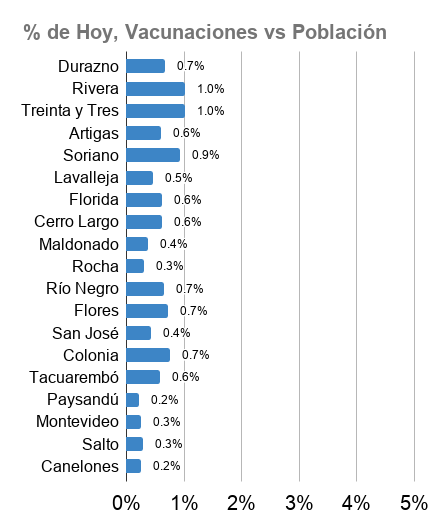 % de Hoy, Vacunaciones vs Población
Durazno 0.7%
Rivera 1.0%
Treinta y Tres 1.0%
Artigas 0.6%
Soriano 0.9%
Lavalleja 0.5%
Florida 0.6%
Cerro Largo 0.6%
Maldonado 0.4%
Rocha 0.3%
Río Negro 0.7%
Flores 0.7%
San José 0.4%
Colonia 0.7%
Tacuarembó 0.6%
Paysandú 0.2%
Montevideo 0.3%
Salto 0.3%
Canelones 0.2%
0% 1% 2% 3% 4% 5%